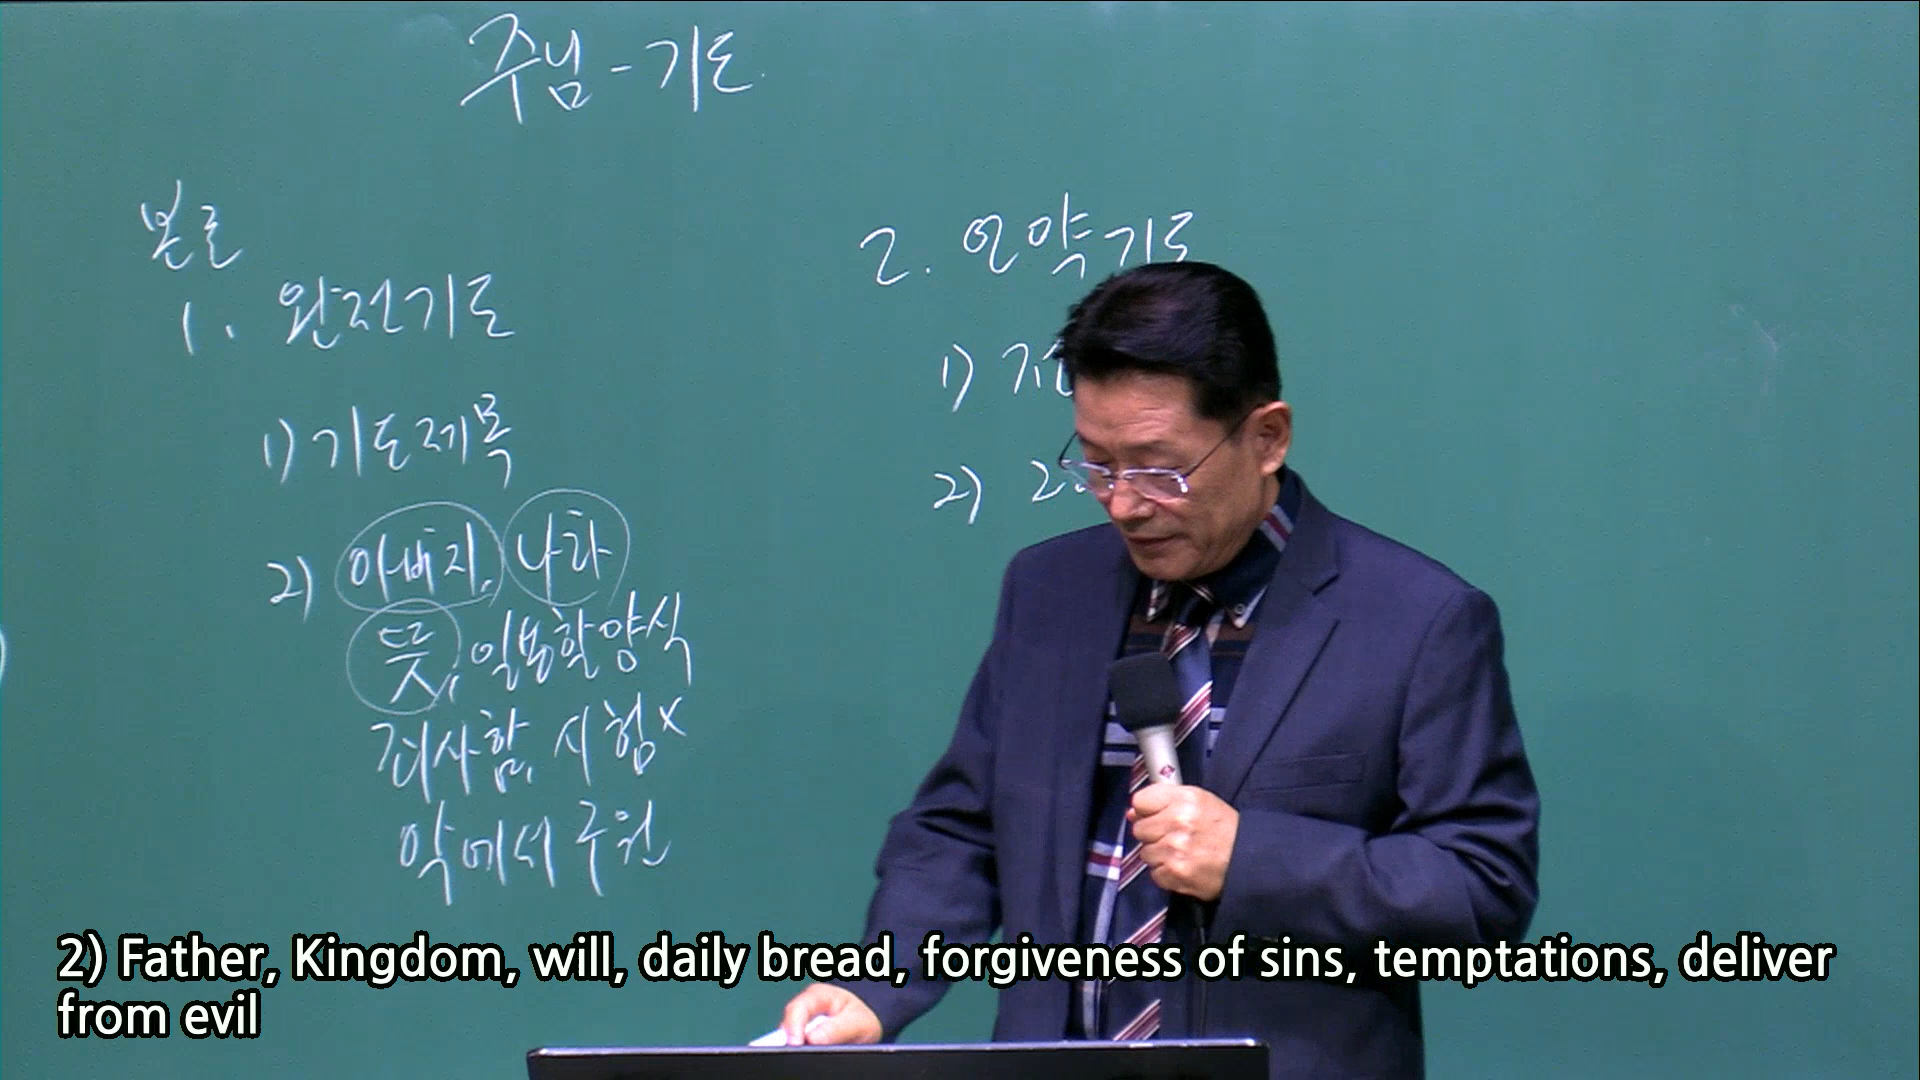 주님-기도
본론
1. 완전기도
1) 기도제목
2) 아버지, 나라
뜻, 일용할양식
죄사함, 시험x
악에서 구원
2. 요약기도
1)
2)
2) Father, Kingdom, will, daily bread, forgiveness of sins, temptations, deliver
from evil